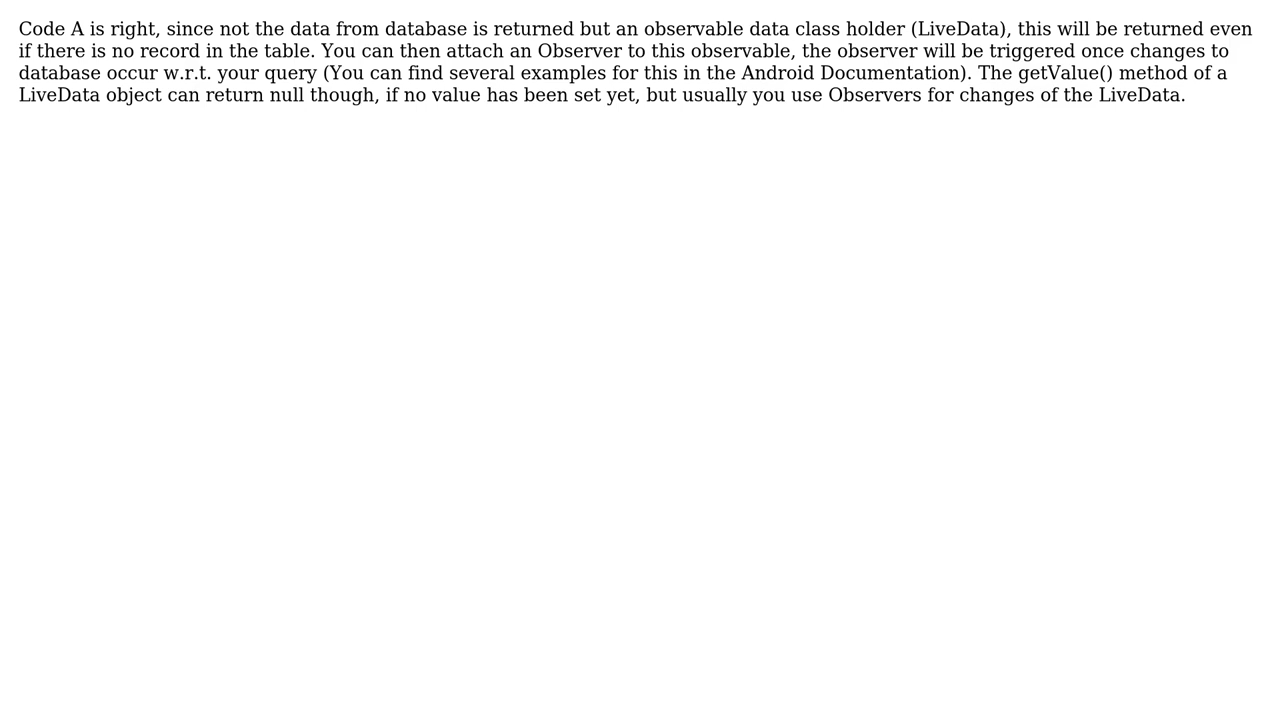 Code A is right, since not the data from database is returned but an observable data class holder (LiveData), this will be returned even
if there is no record in the table. You can then attach an Observer to this observable, the observer will be triggered once changes to
database occur w.r.t. your query (You can find several examples for this in the Android Documentation). The getValue() method of a
LiveData object can return null though, if no value has been set yet, but usually you use Observers for changes of the LiveData.